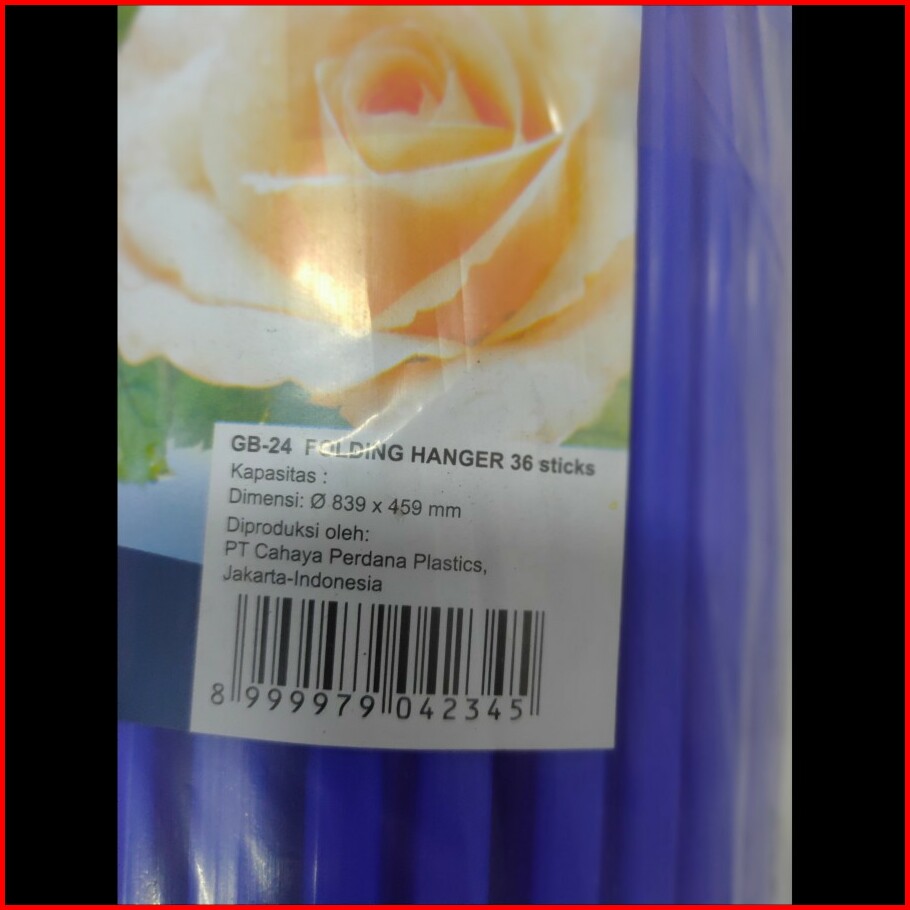 GB-24 FOLDING HANGER 36 sticks
Kapasitas :
Dimensi: Ø 839 x 459 mm
Diproduksi oleh:
PT Cahaya Perdana Plastics,
Jakarta-Indonesia
8 999979 042345